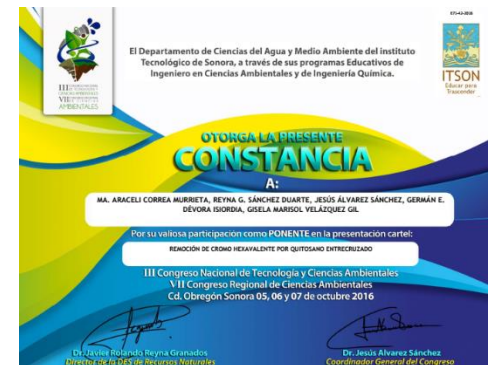 El Departamento de Ciencias del Agua y Medio Ambiente del instituto
Tecnológico de Sonora, a través de sus programas Educativos de
Ingeniero en Ciencias Ambientales y de Ingeniería Química.
ITSON
Educar para
Trascender
III
VII
AMBIENTALES
OTORGA LA PRESENTE
CONSTANCIA
A:
MA. ARACELI CORREA MURRIETA, REYNA G. SÁNCHEZ DUARTE, JESÚS ÁLVAREZ SÁNCHEZ, GERMÁN E.
DÉVORA ISIORDIA, GISELA MARISOL VELÁZQUEZ GIL
Por su valiosa participación como PONENTE en la presentación cartel:
REMOCIÓN DE CROMO HEXAVALENTE POR QUITOSANO ENTRECRUZADO
III Congreso Nacional de Tecnología y Ciencias Ambientales
VII Congreso Regional de Ciencias Ambientales
Cd. Obregón Sonora 05, 06 y 07 de octubre 2016
Dr. Javier Rolando Reyna Granados
Director de la DES de Recursos Naturales
Dr. Jesús Alvarez Sánchez
Coordinador General del Congreso